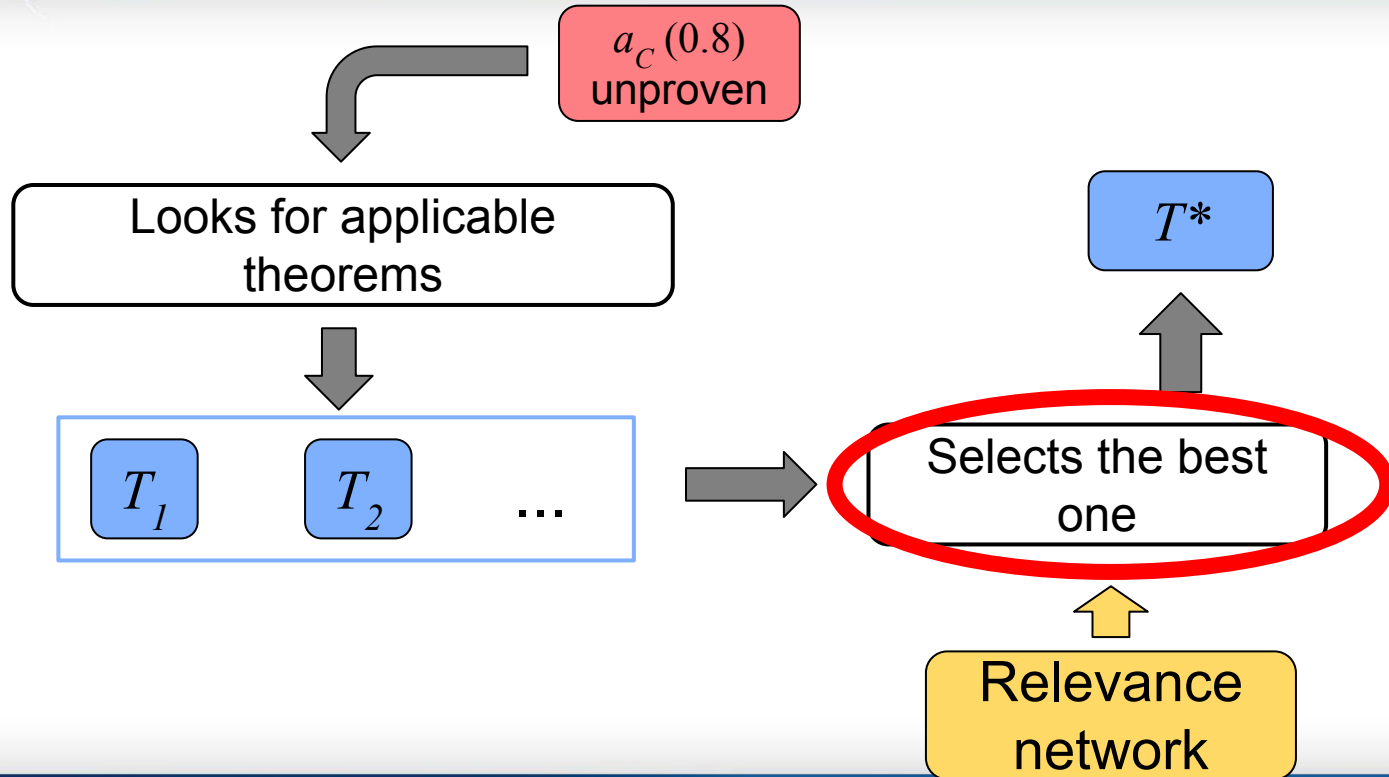 a_C (0.8)
unproven
Looks for applicable
theorems
T*
T_1
T_2
...
Selects the best
one
Relevance
network